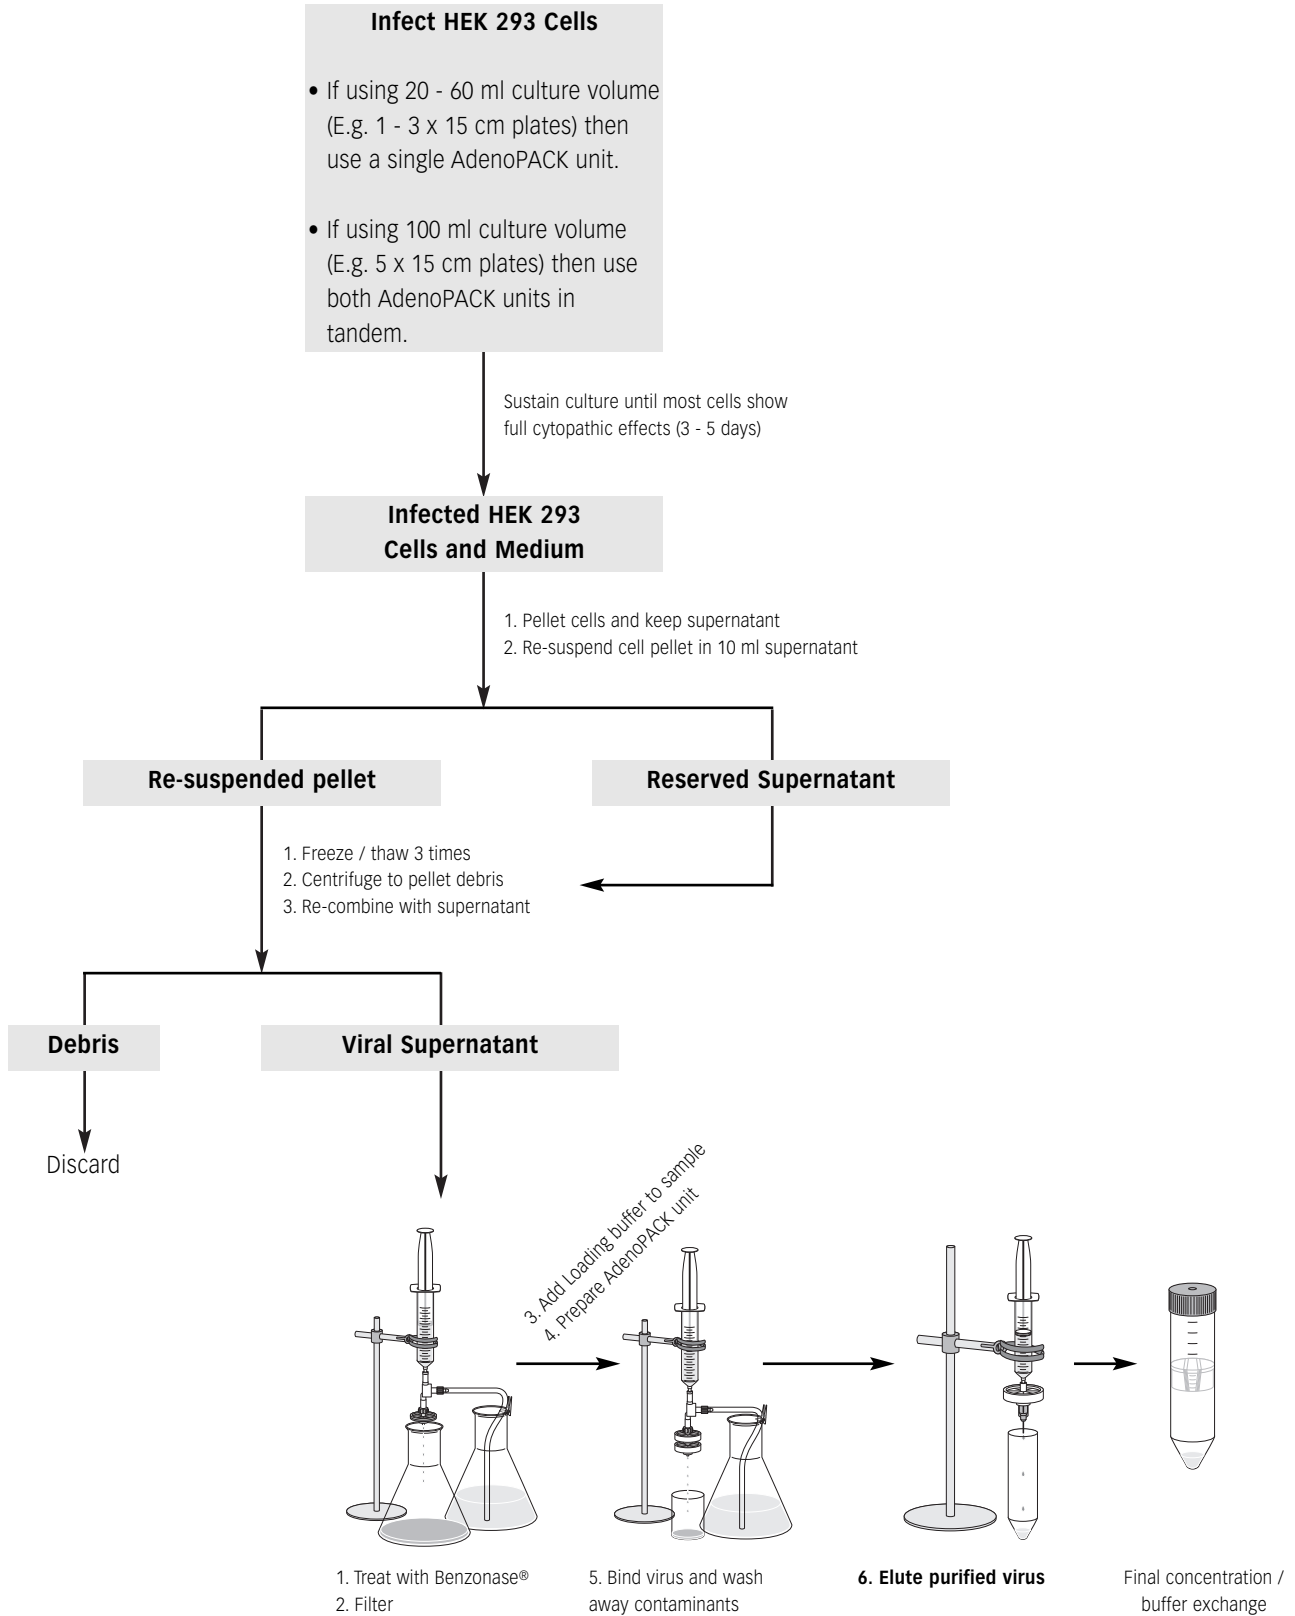 Infect HEK 293 Cells
• If using 20 - 60 ml culture volume
(E.g. 1 - 3 x 15 cm plates) then
use a single AdenoPACK unit.
• If using 100 ml culture volume
(E.g. 5 x 15 cm plates) then use
both AdenoPACK units in
tandem.
Sustain culture until most cells show
full cytopathic effects (3 - 5 days)
Infected HEK 293
Cells and Medium
1. Pellet cells and keep supernatant
2. Re-suspend cell pellet in 10 ml supernatant
Re-suspended pellet
Reserved Supernatant
1. Freeze / thaw 3 times
2. Centrifuge to pellet debris
3. Re-combine with supernatant
Debris
Viral Supernatant
Discard
3. Add Loading buffer to sample
4. Prepare AdenoPACK unit
1. Treat with Benzonase®
2. Filter
5. Bind virus and wash
away contaminants
6. Elute purified virus
Final concentration /
buffer exchange